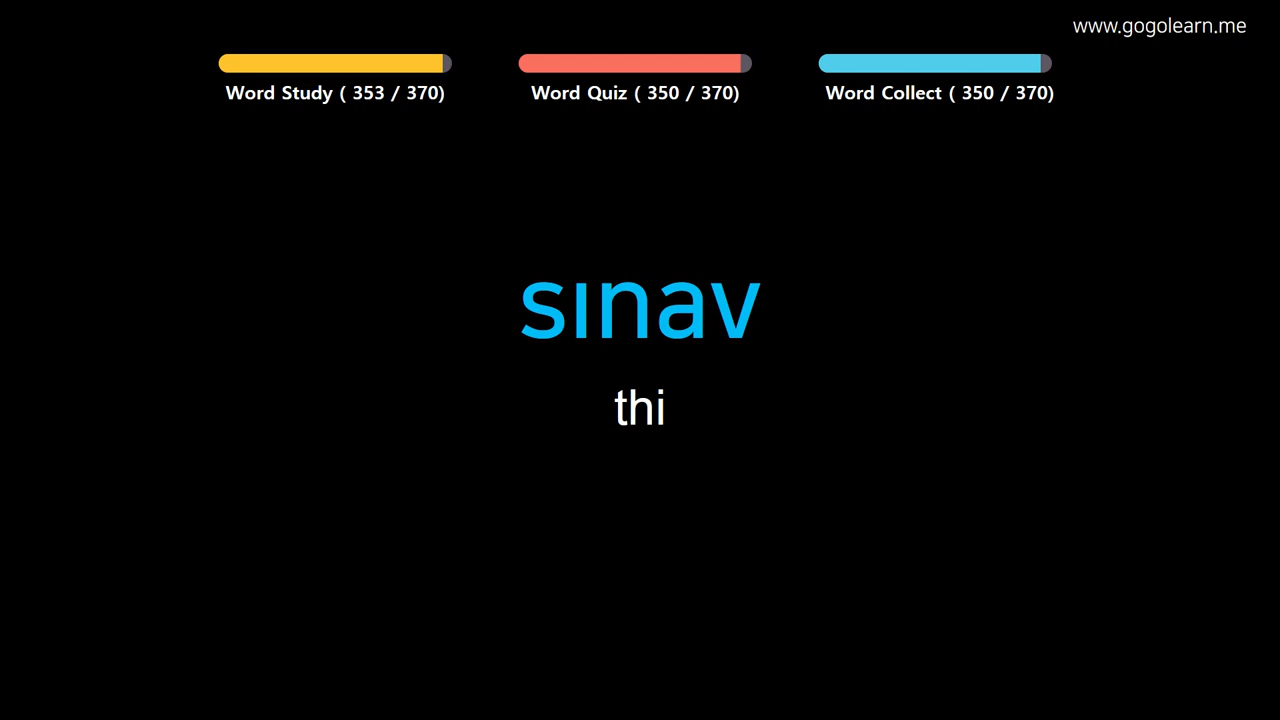 www.gogolearn.me
Word Study ( 353 / 370)
Word Quiz ( 350 / 370)
Word Collect ( 350 / 370)
sınav
thi